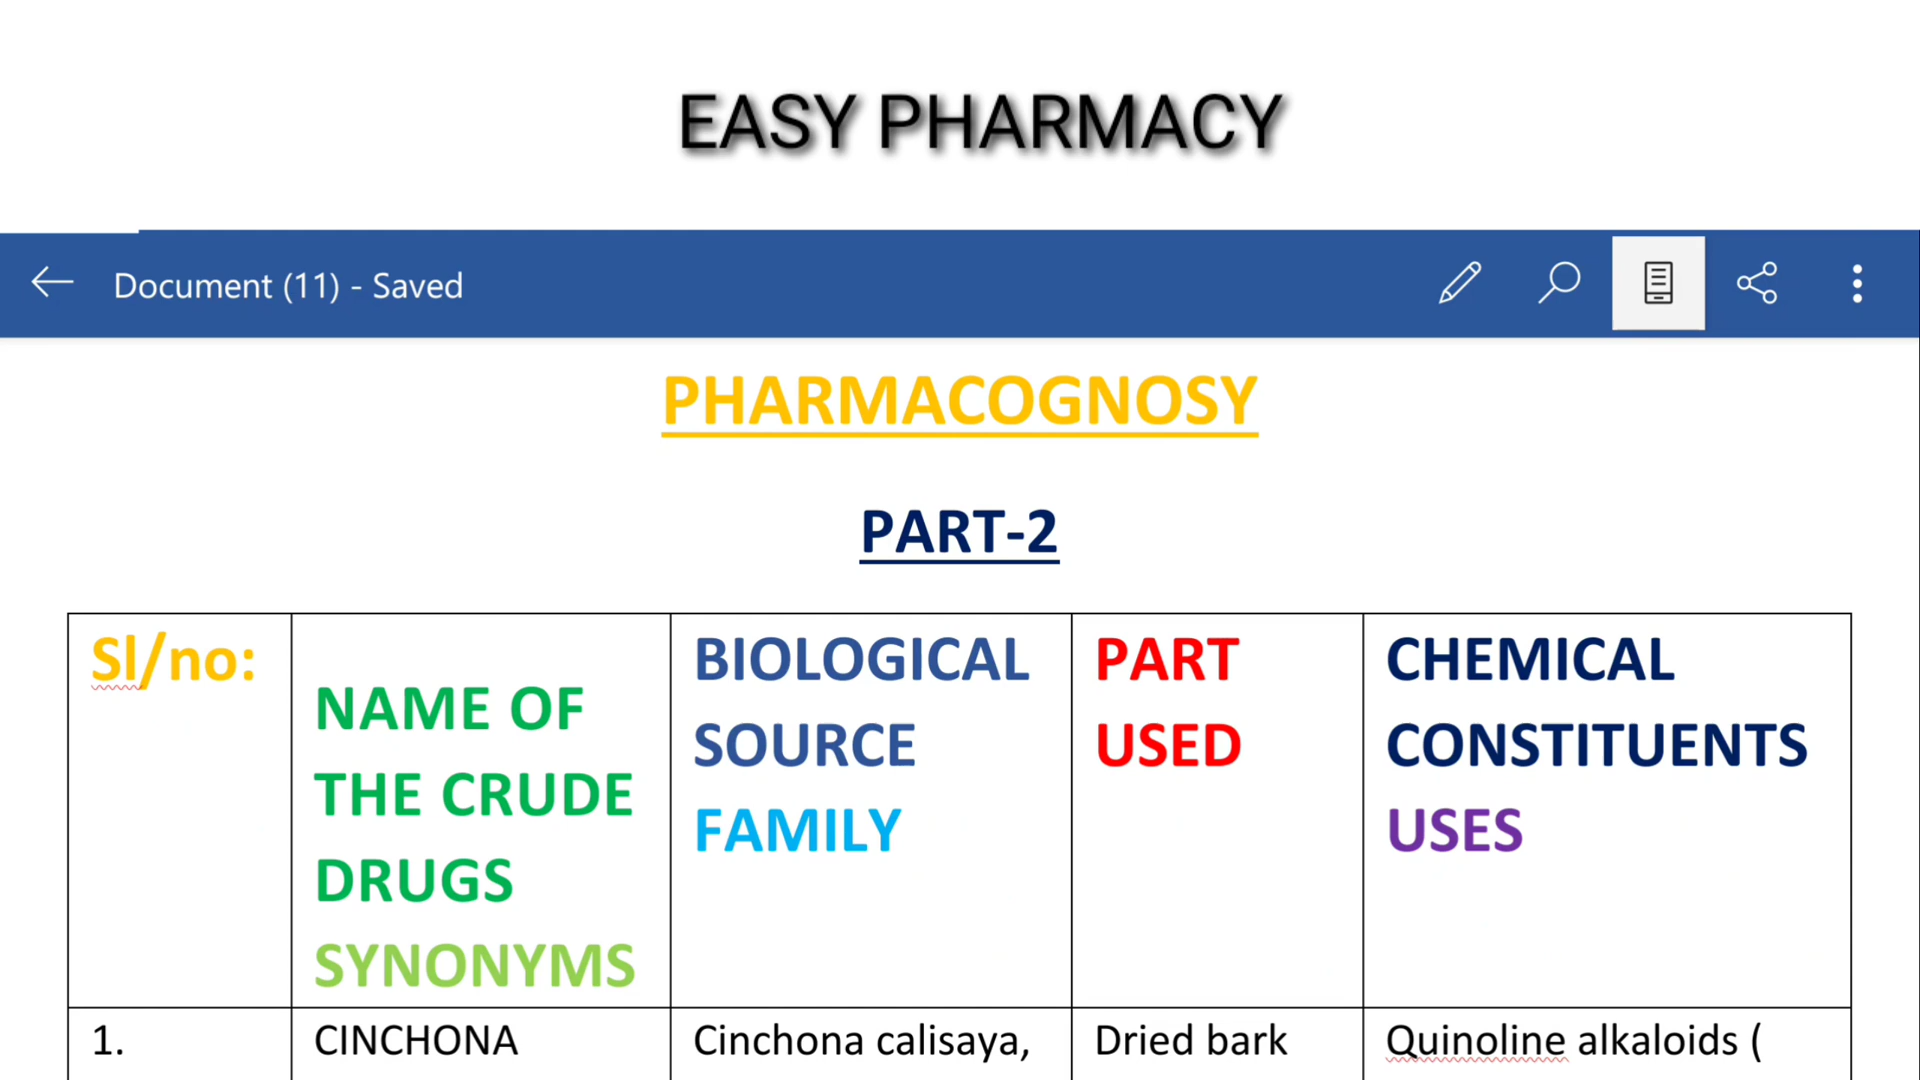 EASY PHARMACY
Document (11) - Saved
PHARMACOGNOSY
PART-2
Sl/no:
NAME OF
THE CRUDE
DRUGS
SYNONYMS
BIOLOGICAL
SOURCE
FAMILY
PART
USED
CHEMICAL
CONSTITUENTS
USES
1.
CINCHONA
Cinchona calisaya,
Dried bark
Quinoline alkaloids (